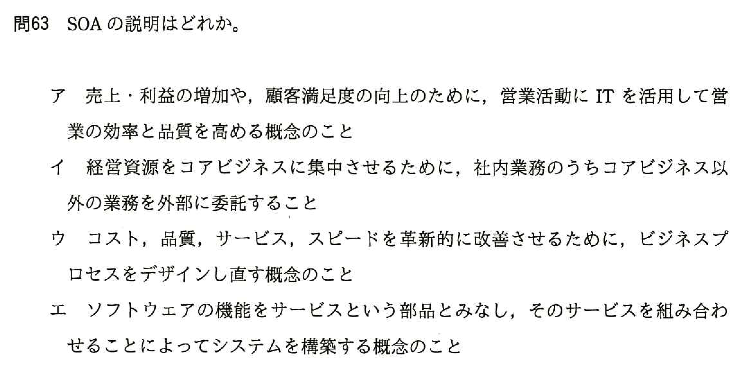 問63 SOAの説明はどれか。
ア 売上・利益の増加や，顧客満足度の向上のために，営業活動にITを活用して営
業の効率と品質を高める概念のこと
イ 経営資源をコアビジネスに集中させるために，社内業務のうちコアビジネス以
外の業務を外部に委託すること
ウ コスト，品質，サービス，スピードを革新的に改善させるために，ビジネスプ
ロセスをデザインし直す概念のこと
エ ソフトウェアの機能をサービスという部品とみなし，そのサービスを組み合わ
せることによってシステムを構築する概念のこと